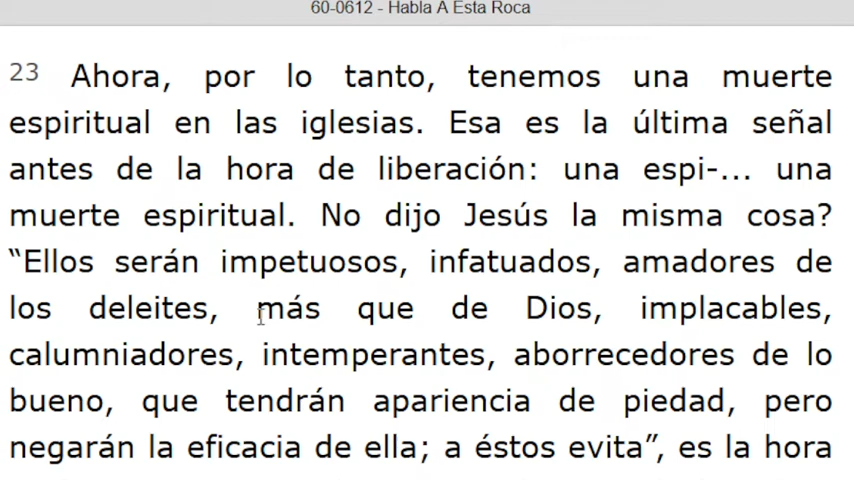 60-0612 - Habla A Esta Roca
23 Ahora, por lo tanto, tenemos una muerte
espiritual en las iglesias. Esa es la última señal
antes de la hora de liberación: una espi-... una
muerte espiritual. No dijo Jesús la misma cosa?
“Ellos serán impetuosos, infatuados, amadores de
los deleites, más que de Dios, implacables,
calumniadores, intemperantes, aborrecedores de lo
bueno, que tendrán apariencia de piedad, pero
negarán la eficacia de ella; a éstos evita”, es la hora